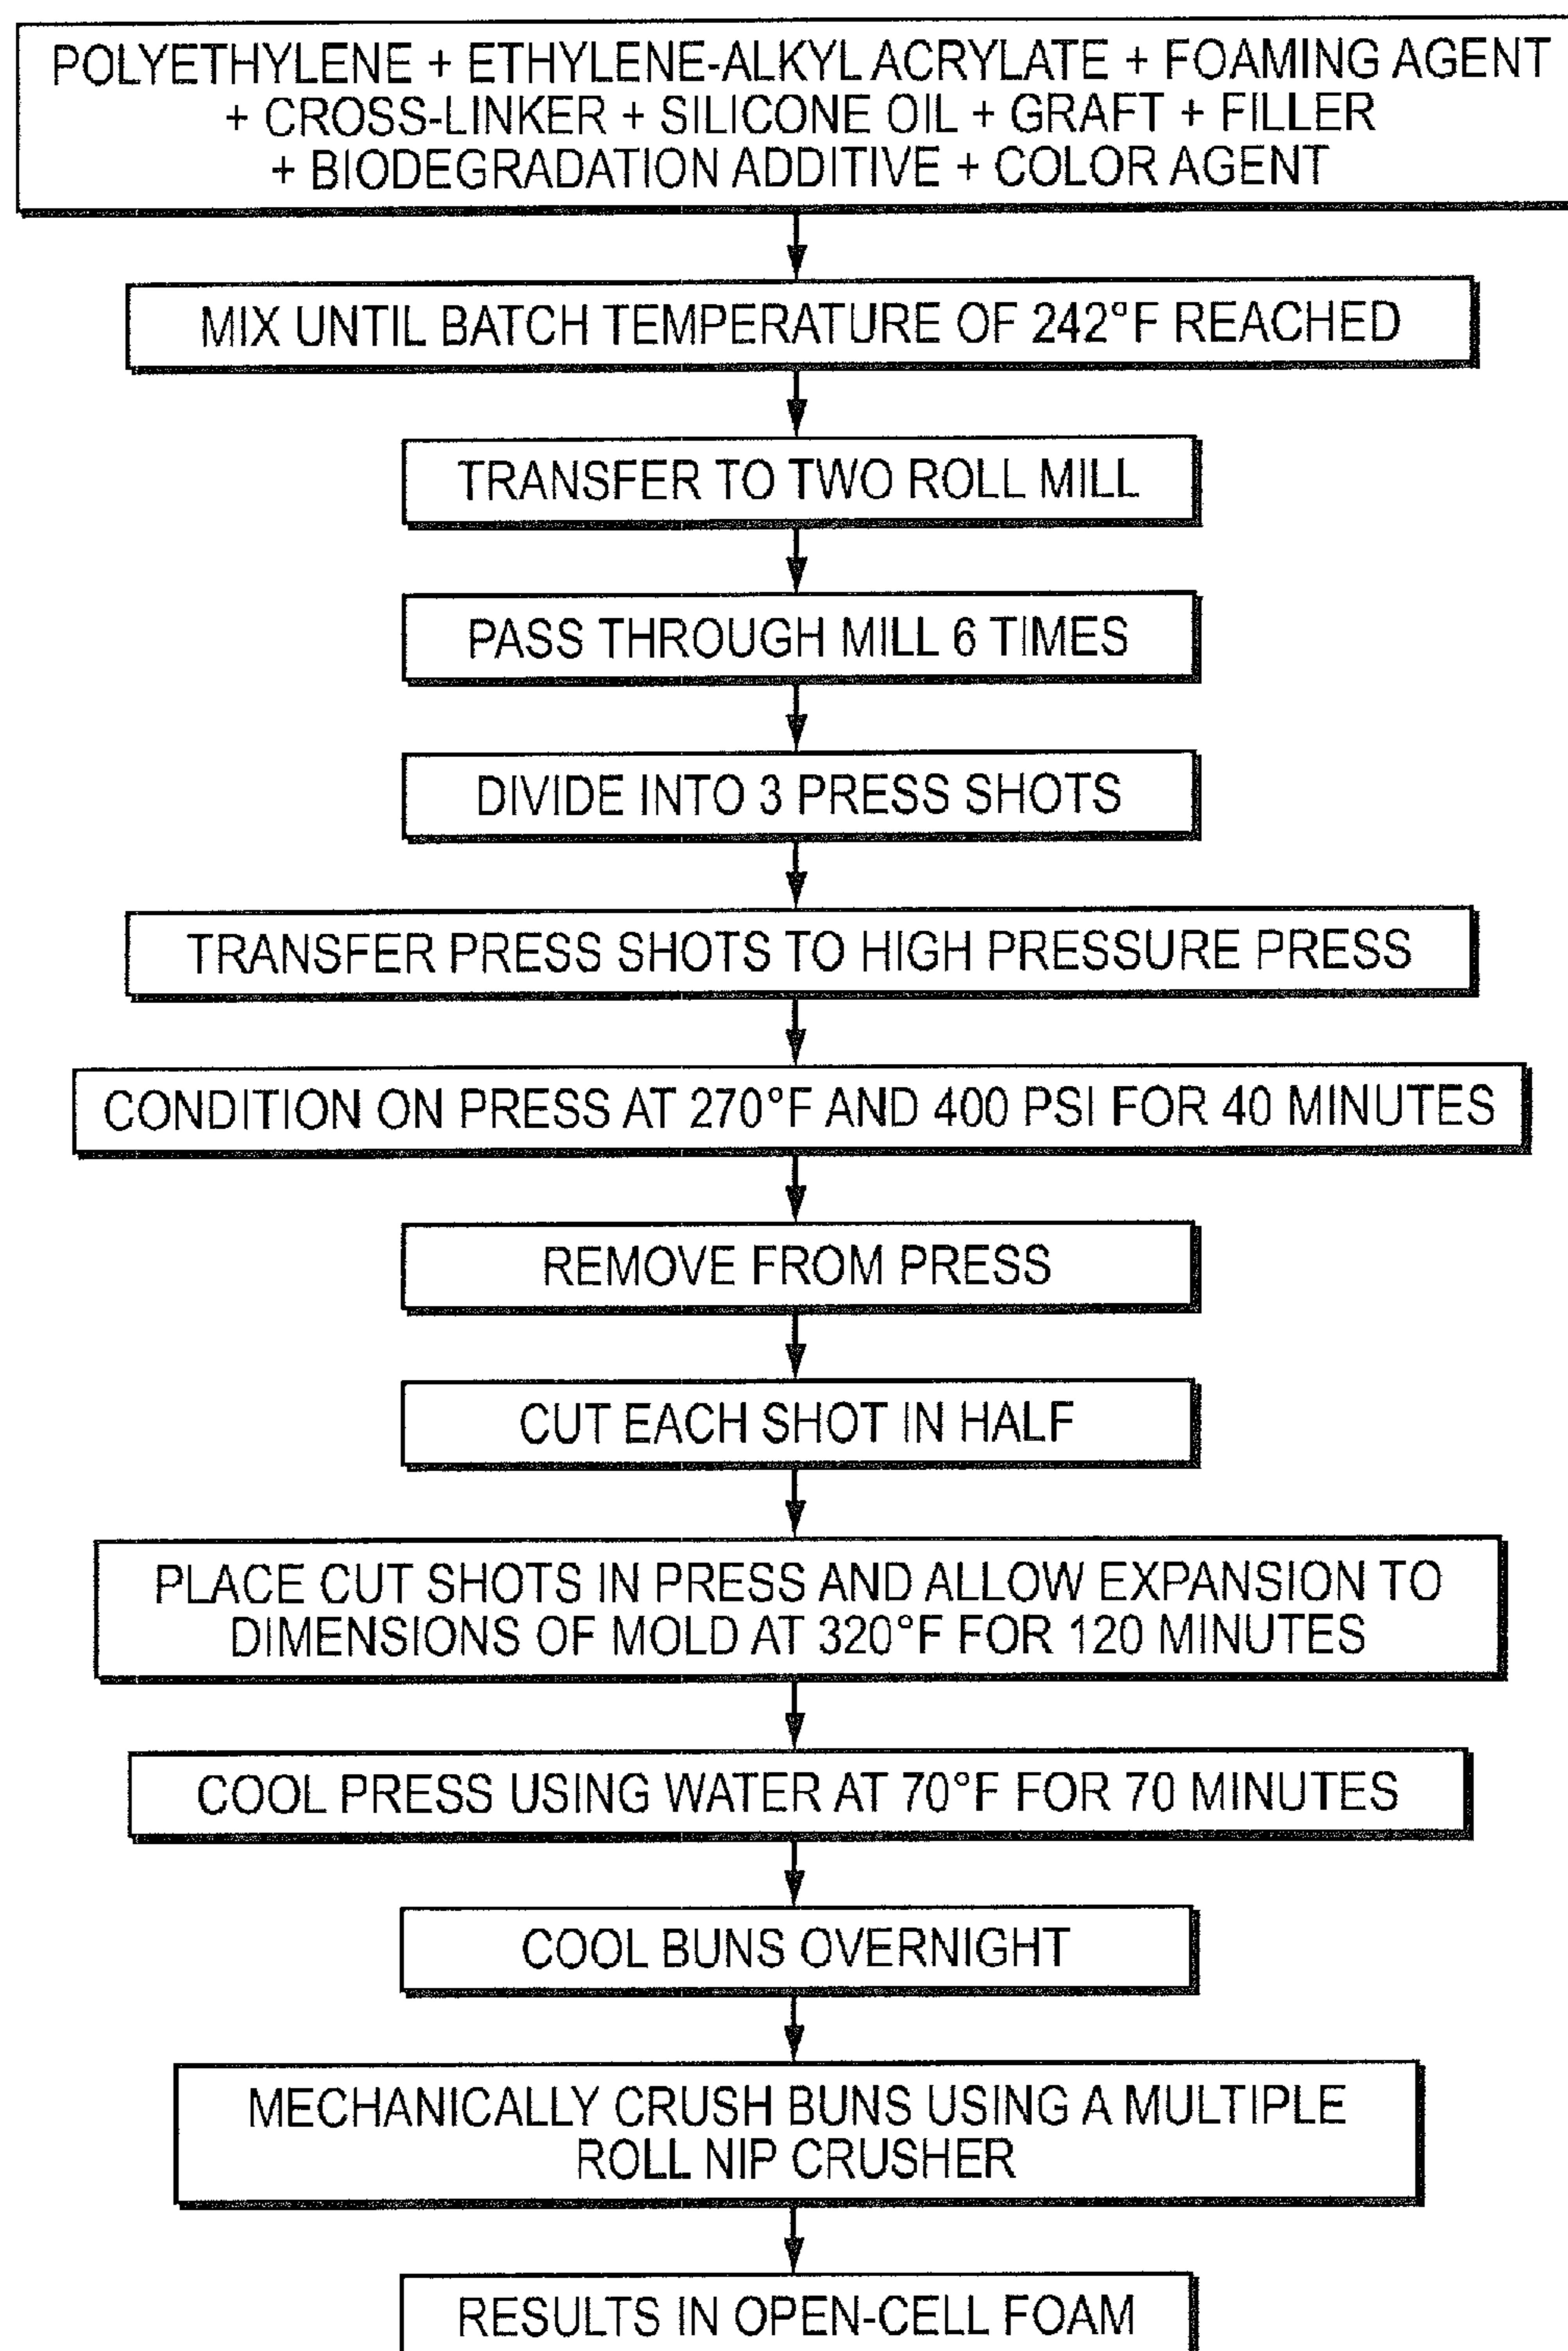 POLYETHYLENE + ETHYLENE-ALKYL ACRYLATE + FOAMING AGENT
+ CROSS-LINKER + SILICONE OIL + GRAFT + FILLER
+ BIODEGRADATION ADDITIVE + COLOR AGENT
MIX UNTIL BATCH TEMPERATURE OF 242°F REACHED
TRANSFER TO TWO ROLL MILL
PASS THROUGH MILL 6 TIMES
DIVIDE INTO 3 PRESS SHOTS
TRANSFER PRESS SHOTS TO HIGH PRESSURE PRESS
CONDITION ON PRESS AT 270°F AND 400 PSI FOR 40 MINUTES
REMOVE FROM PRESS
CUT EACH SHOT IN HALF
PLACE CUT SHOTS IN PRESS AND ALLOW EXPANSION TO
DIMENSIONS OF MOLD AT 320°F FOR 120 MINUTES
COOL PRESS USING WATER AT 70°F FOR 70 MINUTES
COOL BUNS OVERNIGHT
MECHANICALLY CRUSH BUNS USING A MULTIPLE
ROLL NIP CRUSHER
RESULTS IN OPEN-CELL FOAM